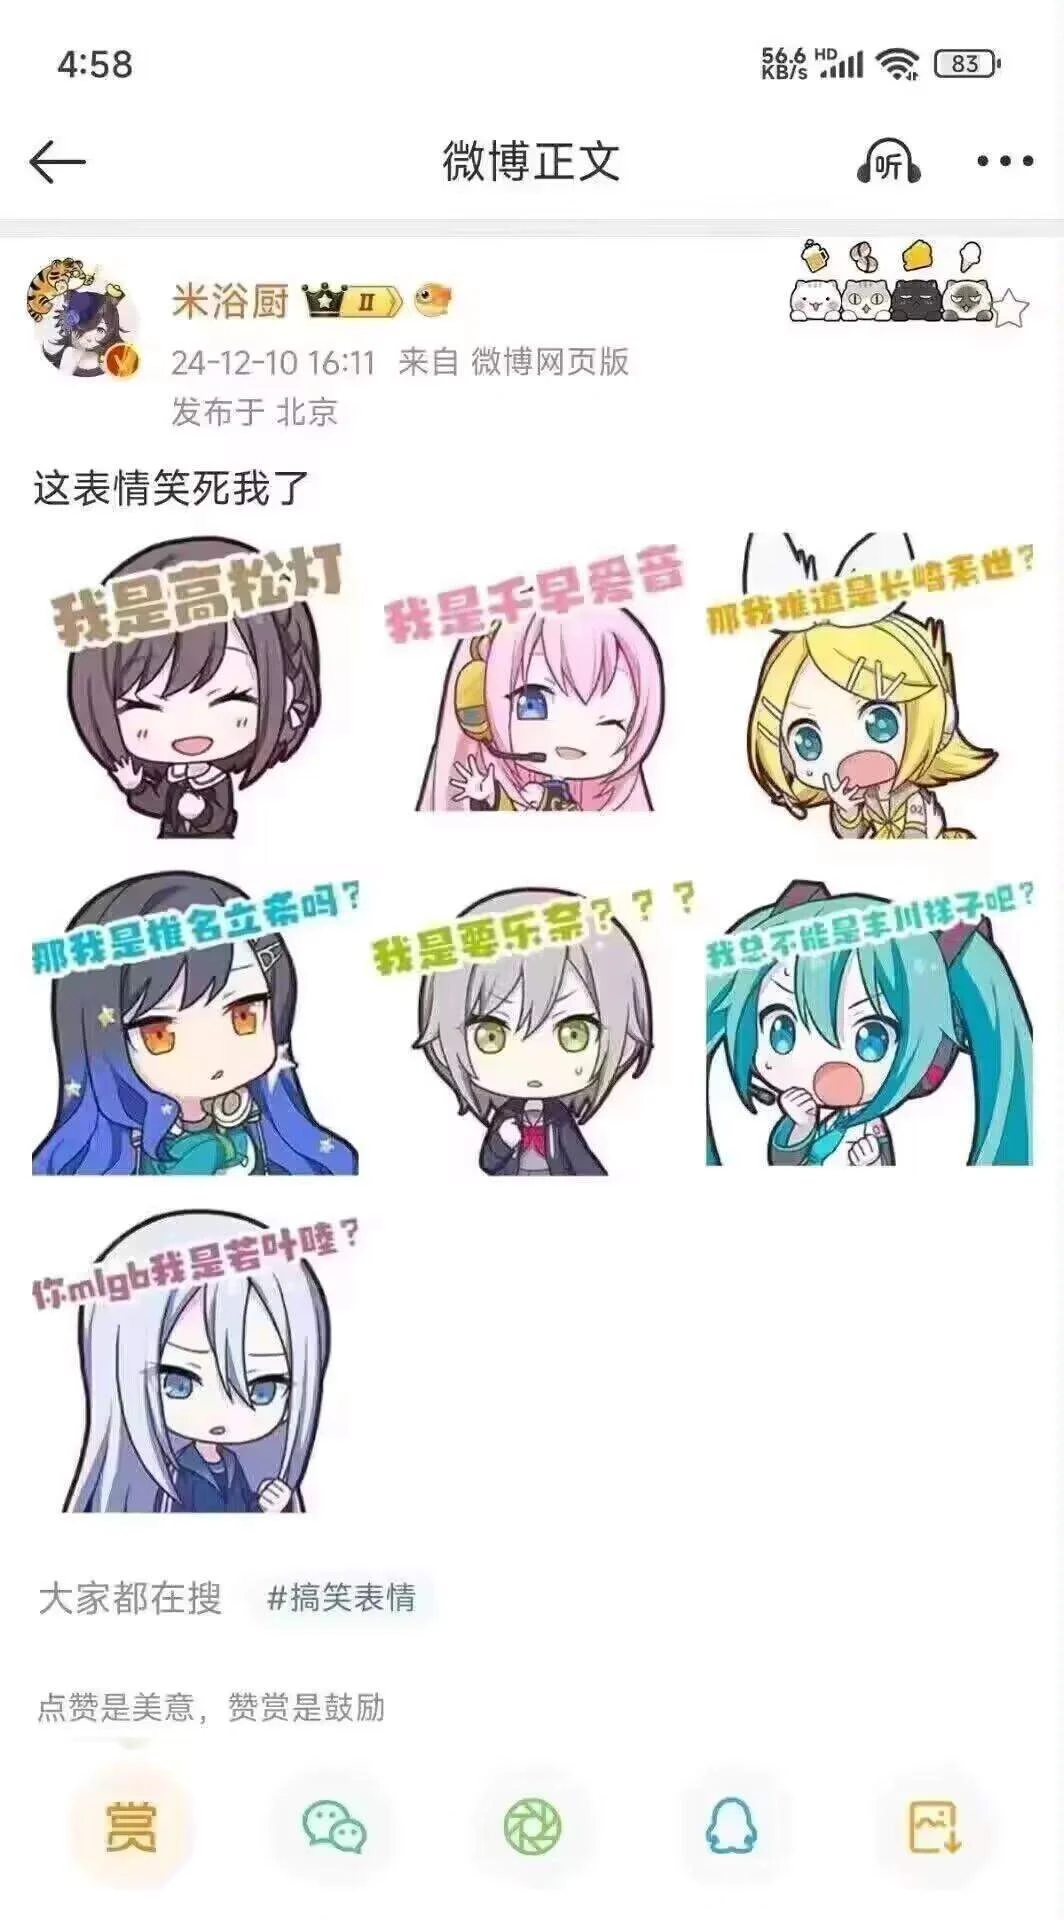 4:58
56.6 KB/s HD 83
微博正文
听
米浴厨 II
24-12-10 16:11 来自 微博网页版
发布于 北京
这表情笑死我了
我是高松灯
我是千早爱音
那我难道是长崎素世?
那我是椎名立希吗?
我是要乐奈???
我总不能是丰川祥子吧?
你mlgb我是若叶睦?
大家都在搜 #搞笑表情
点赞是美意，赞赏是鼓励
赏